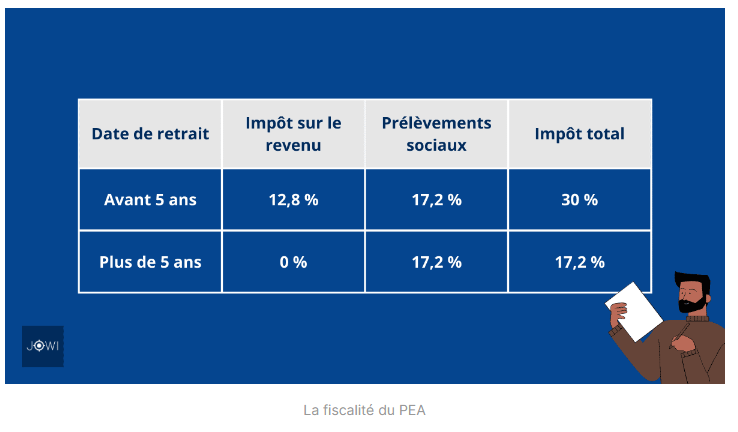 Date de retrait
Impôt sur le
revenu
Prélèvements
sociaux
Impôt total
Avant 5 ans
12,8 %
17,2 %
30 %
Plus de 5 ans
0 %
17,2 %
17,2 %
JOWI
La fiscalité du PEA